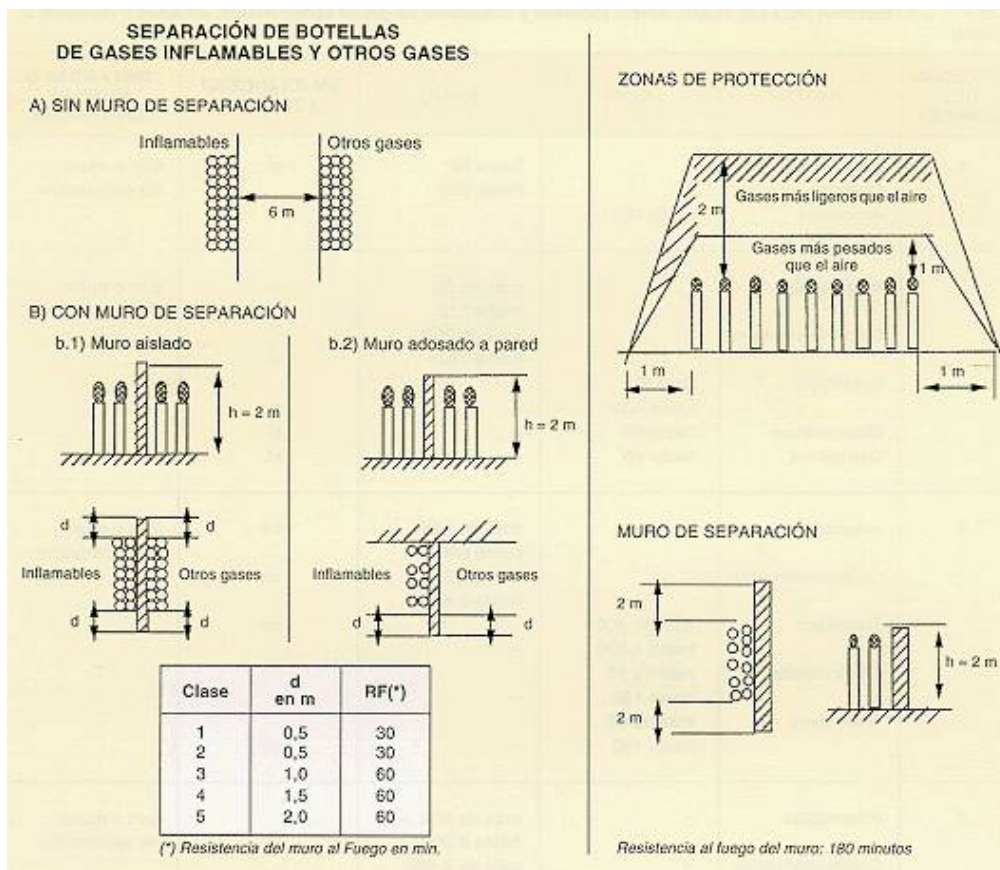 SEPARACIÓN DE BOTELLAS
DE GASES INFLAMABLES Y OTROS GASES
A) SIN MURO DE SEPARACIÓN
Inflamables
Otros gases
6 m
B) CON MURO DE SEPARACIÓN
b.1) Muro aislado
h = 2 m
b.2) Muro adosado a pared
h = 2 m
d
d
Inflamables
Otros gases
d
d
Inflamables
Otros gases
d
d
Clase
d
en m
RF(*)
1 0,5 30
2 0,5 30
3 1,0 60
4 1,5 60
5 2,0 60
(*) Resistencia del muro al Fuego en min.
ZONAS DE PROTECCIÓN
Gases más ligeros que el aire
2 m
Gases más pesados
que el aire
1 m
1 m
1 m
MURO DE SEPARACIÓN
2 m
2 m
h = 2 m
Resistencia al fuego del muro: 180 minutos